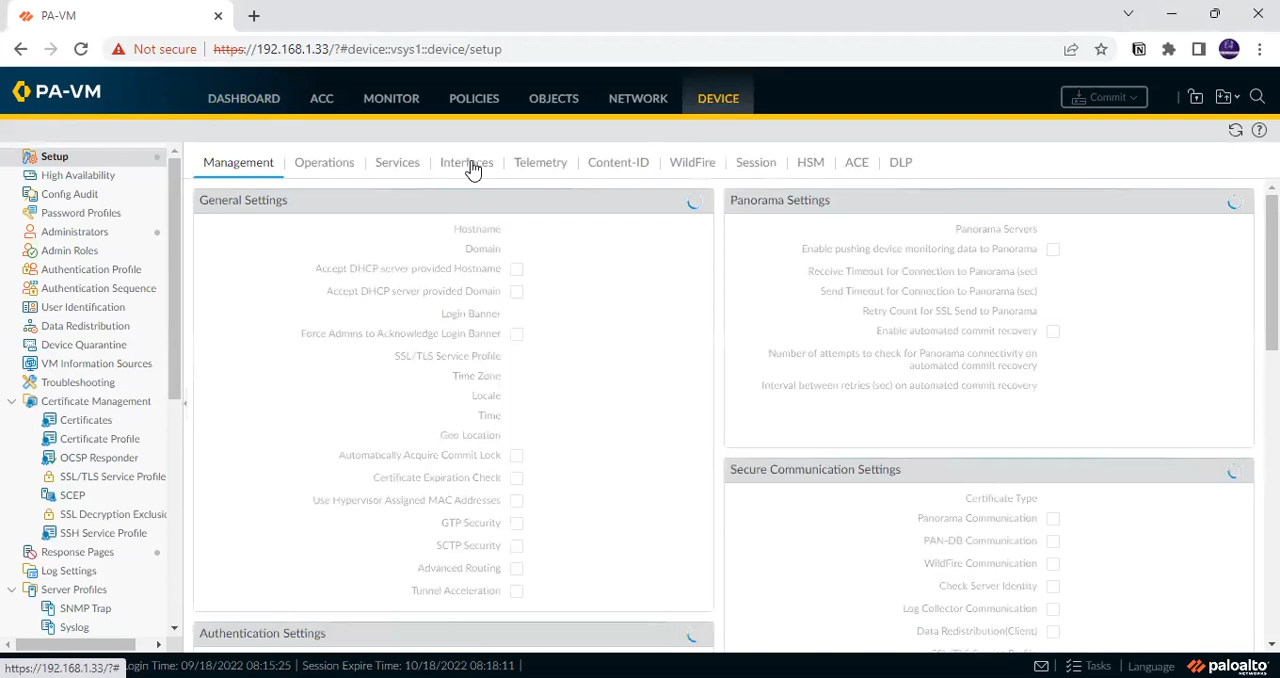 PA-VM
Not secure https://192.168.1.33/?#device::vsys1::device/setup
PA-VM
DASHBOARD ACC MONITOR POLICIES OBJECTS NETWORK DEVICE
Commit
Setup
High Availability
Config Audit
Password Profiles
Administrators
Admin Roles
Authentication Profile
Authentication Sequence
User Identification
Data Redistribution
Device Quarantine
VM Information Sources
Troubleshooting
Certificate Management
Certificates
Certificate Profile
OCSP Responder
SSL/TLS Service Profile
SCEP
SSL Decryption Exclusic
SSH Service Profile
Response Pages
Log Settings
Server Profiles
SNMP Trap
Syslog
Management Operations Services Interfaces Telemetry Content-ID WildFire Session HSM ACE DLP
General Settings
Hostname
Domain
Accept DHCP server provided Hostname
Accept DHCP server provided Domain
Login Banner
Force Admins to Acknowledge Login Banner
SSL/TLS Service Profile
Time Zone
Locale
Time
Geo Location
Automatically Acquire Commit Lock
Certificate Expiration Check
Use Hypervisor Assigned MAC Addresses
GTP Security
SCTP Security
Advanced Routing
Tunnel Acceleration
Authentication Settings
Panorama Settings
Panorama Servers
Enable pushing device monitoring data to Panorama
Receive Timeout for Connection to Panorama (sec)
Send Timeout for Connection to Panorama (sec)
Retry Count for SSL Send to Panorama
Enable automated commit recovery
Number of attempts to check for Panorama connectivity on
automated commit recovery
Interval between retries (sec) on automated commit recovery
Secure Communication Settings
Certificate Type
Panorama Communication
PAN-DB Communication
WildFire Communication
Check Server Identity
Log Collector Communication
Data Redistribution(Client)
https://192.168.1.33/?# ogin Time: 09/18/2022 08:15:25 | Session Expire Time: 10/18/2022 08:18:11 |
Tasks | Language paloalto
NETWORKS